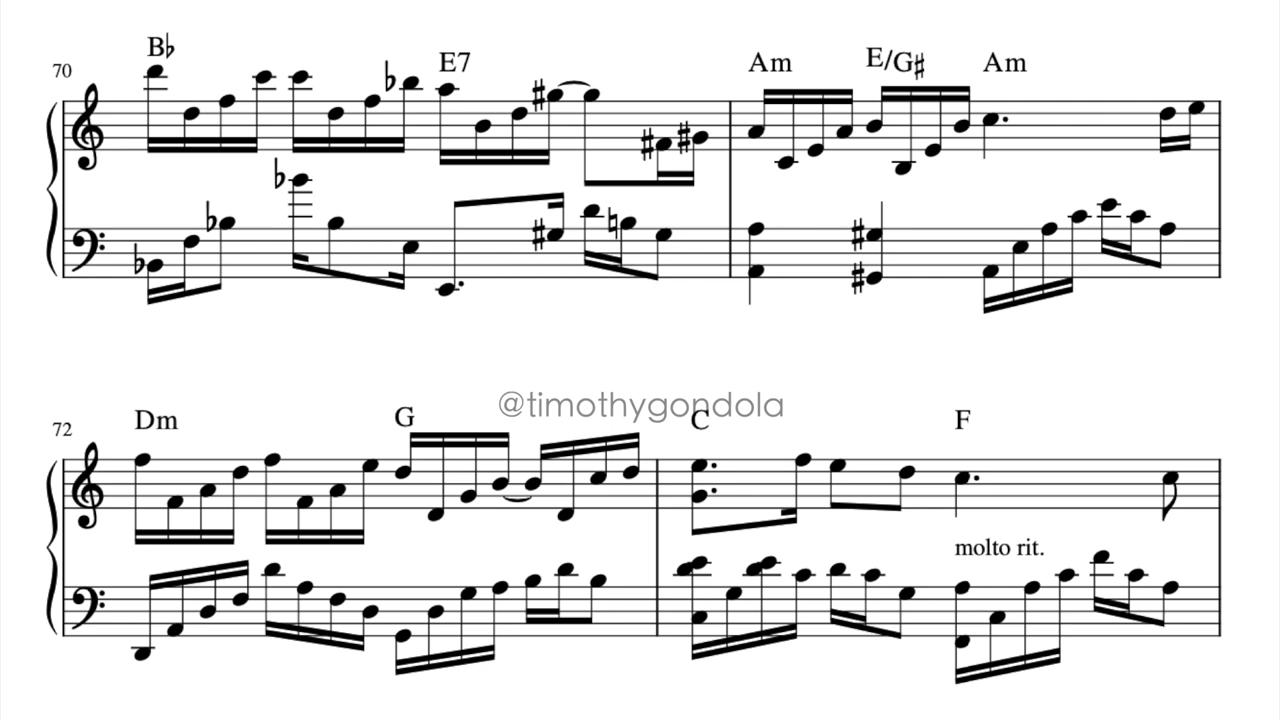 B♭ E7 Am E/G♯ Am
70
@timothygondola
Dm G C F
72
molto rit.